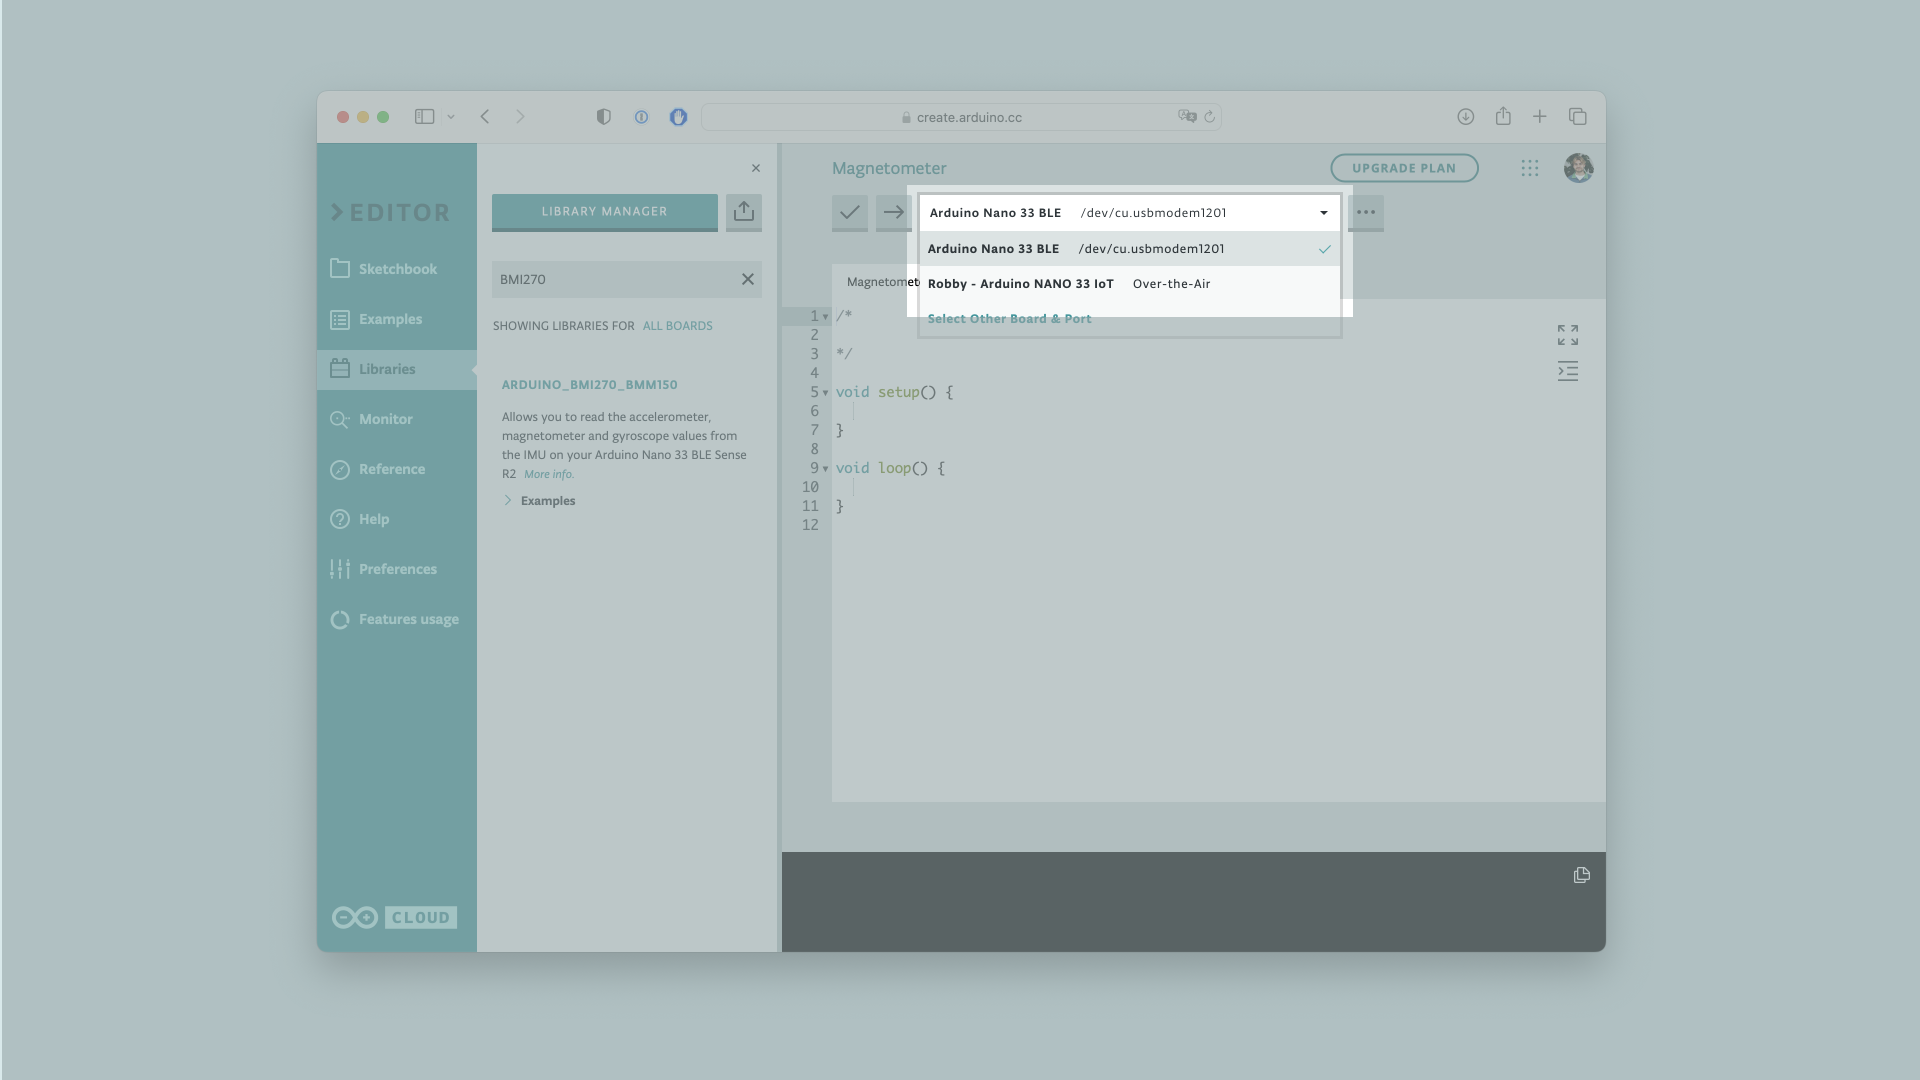 create.arduino.cc
EDITOR
Sketchbook
Examples
Libraries
Monitor
Reference
Help
Preferences
Features usage
CLOUD
LIBRARY MANAGER
BMI270
SHOWING LIBRARIES FOR ALL BOARDS
ARDUINO_BMI270_BMM150
Allows you to read the accelerometer,
magnetometer and gyroscope values from
the IMU on your Arduino Nano 33 BLE Sense
R2 More info.
Examples
Magnetometer
UPGRADE PLAN
Arduino Nano 33 BLE /dev/cu.usbmodem1201
Arduino Nano 33 BLE /dev/cu.usbmodem1201
Robby - Arduino NANO 33 IoT Over-the-Air
Select Other Board & Port
1 /*
2
3 */
4
5 void setup() {
6
7 }
8
9 void loop() {
10
11 }
12